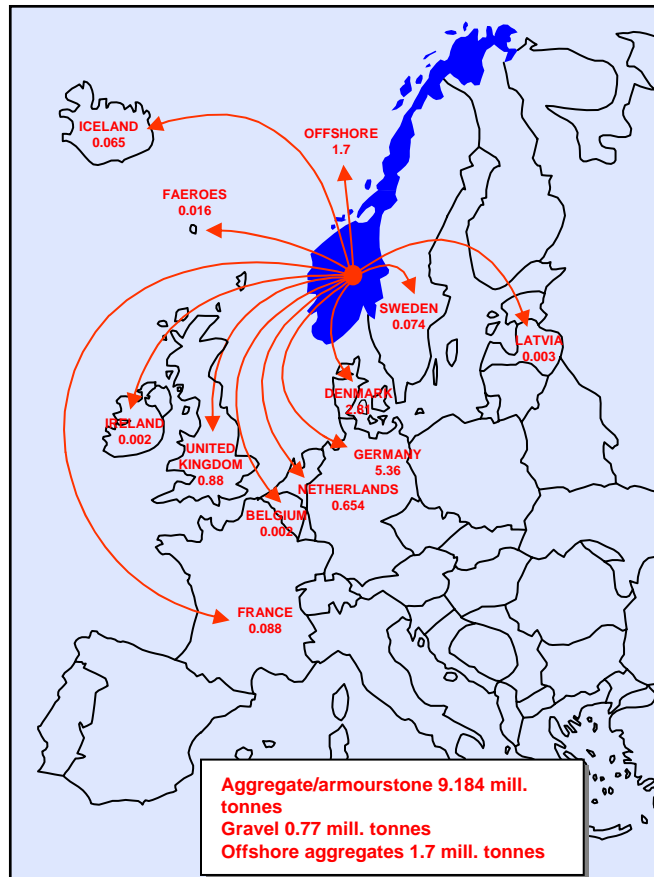 ICELAND
0.065
OFFSHORE
1.7
FAEROES
0.016
SWEDEN
0.074
LATVIA
0.003
DENMARK
2.81
IRELAND
0.002
UNITED
KINGDOM
0.88
GERMANY
5.36
NETHERLANDS
0.654
BELGIUM
0.002
FRANCE
0.088
Aggregate/armourstone 9.184 mill.
tonnes
Gravel 0.77 mill. tonnes
Offshore aggregates 1.7 mill. tonnes